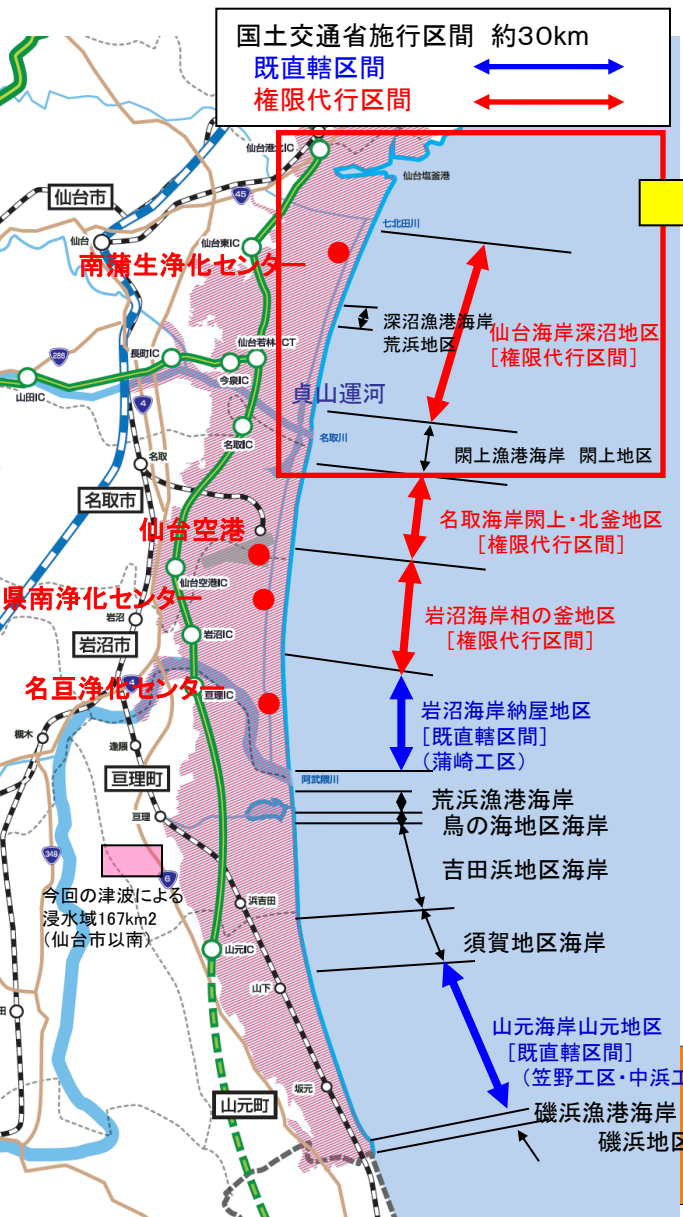 国土交通省施行区間 約30km
既直轄区間
権限代行区間
仙台港北IC
仙台塩釜港
仙台市
45
七北田川
仙台
仙台東IC
南蒲生浄化センター
深沼漁港海岸
荒浜地区
仙台海岸深沼地区
[権限代行区間]
286
長町IC
仙台若林JCT
今泉IC
山田IC
4
貞山運河
名取IC
名取川
名取
閖上漁港海岸 閖上地区
名取市
仙台空港
名取海岸閖上・北釜地区
[権限代行区間]
仙台空港IC
県南浄化センター
岩沼
岩沼IC
岩沼市
岩沼海岸相の釜地区
[権限代行区間]
4
名亘浄化センター
亘理IC
岩沼海岸納屋地区
[既直轄区間]
(蒲崎工区)
槻木
逢隈
亘理町
阿武隈川
荒浜漁港海岸
亘理
鳥の海地区海岸
349
6
吉田浜地区海岸
今回の津波による
浸水域167km2
(仙台市以南)
浜吉田
山元IC
須賀地区海岸
山下
田
山元海岸山元地区
[既直轄区間]
(笠野工区・中浜工
坂元
山元町
磯浜漁港海岸
磯浜地区